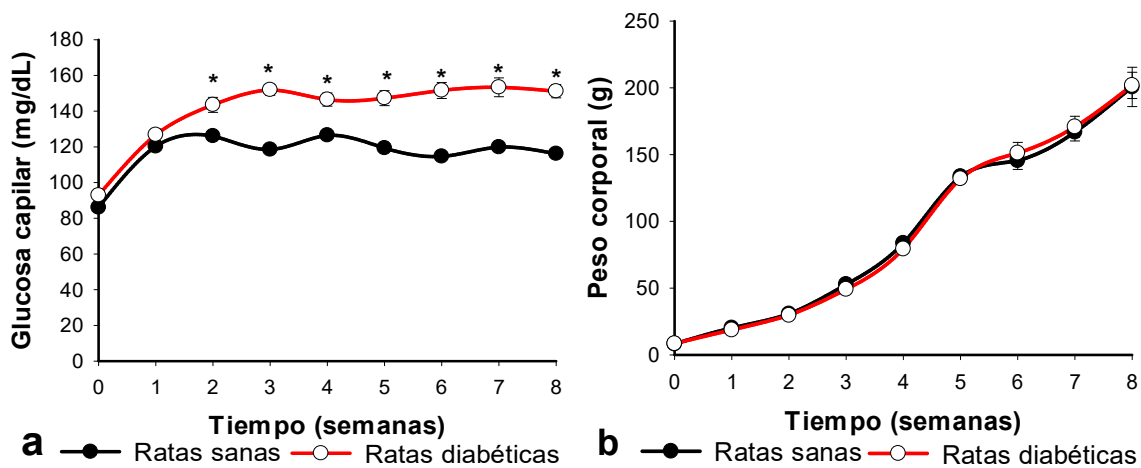 Glucosa capilar (mg/dL)
180
160
140
120
100
80
60
40
20
0
* * * * * * *
0 1 2 3 4 5 6 7 8
Tiempo (semanas)
a Ratas sanas Ratas diabéticas
Peso corporal (g)
250
200
150
100
50
0
0 1 2 3 4 5 6 7 8
Tiempo (semanas)
b Ratas sanas Ratas diabéticas